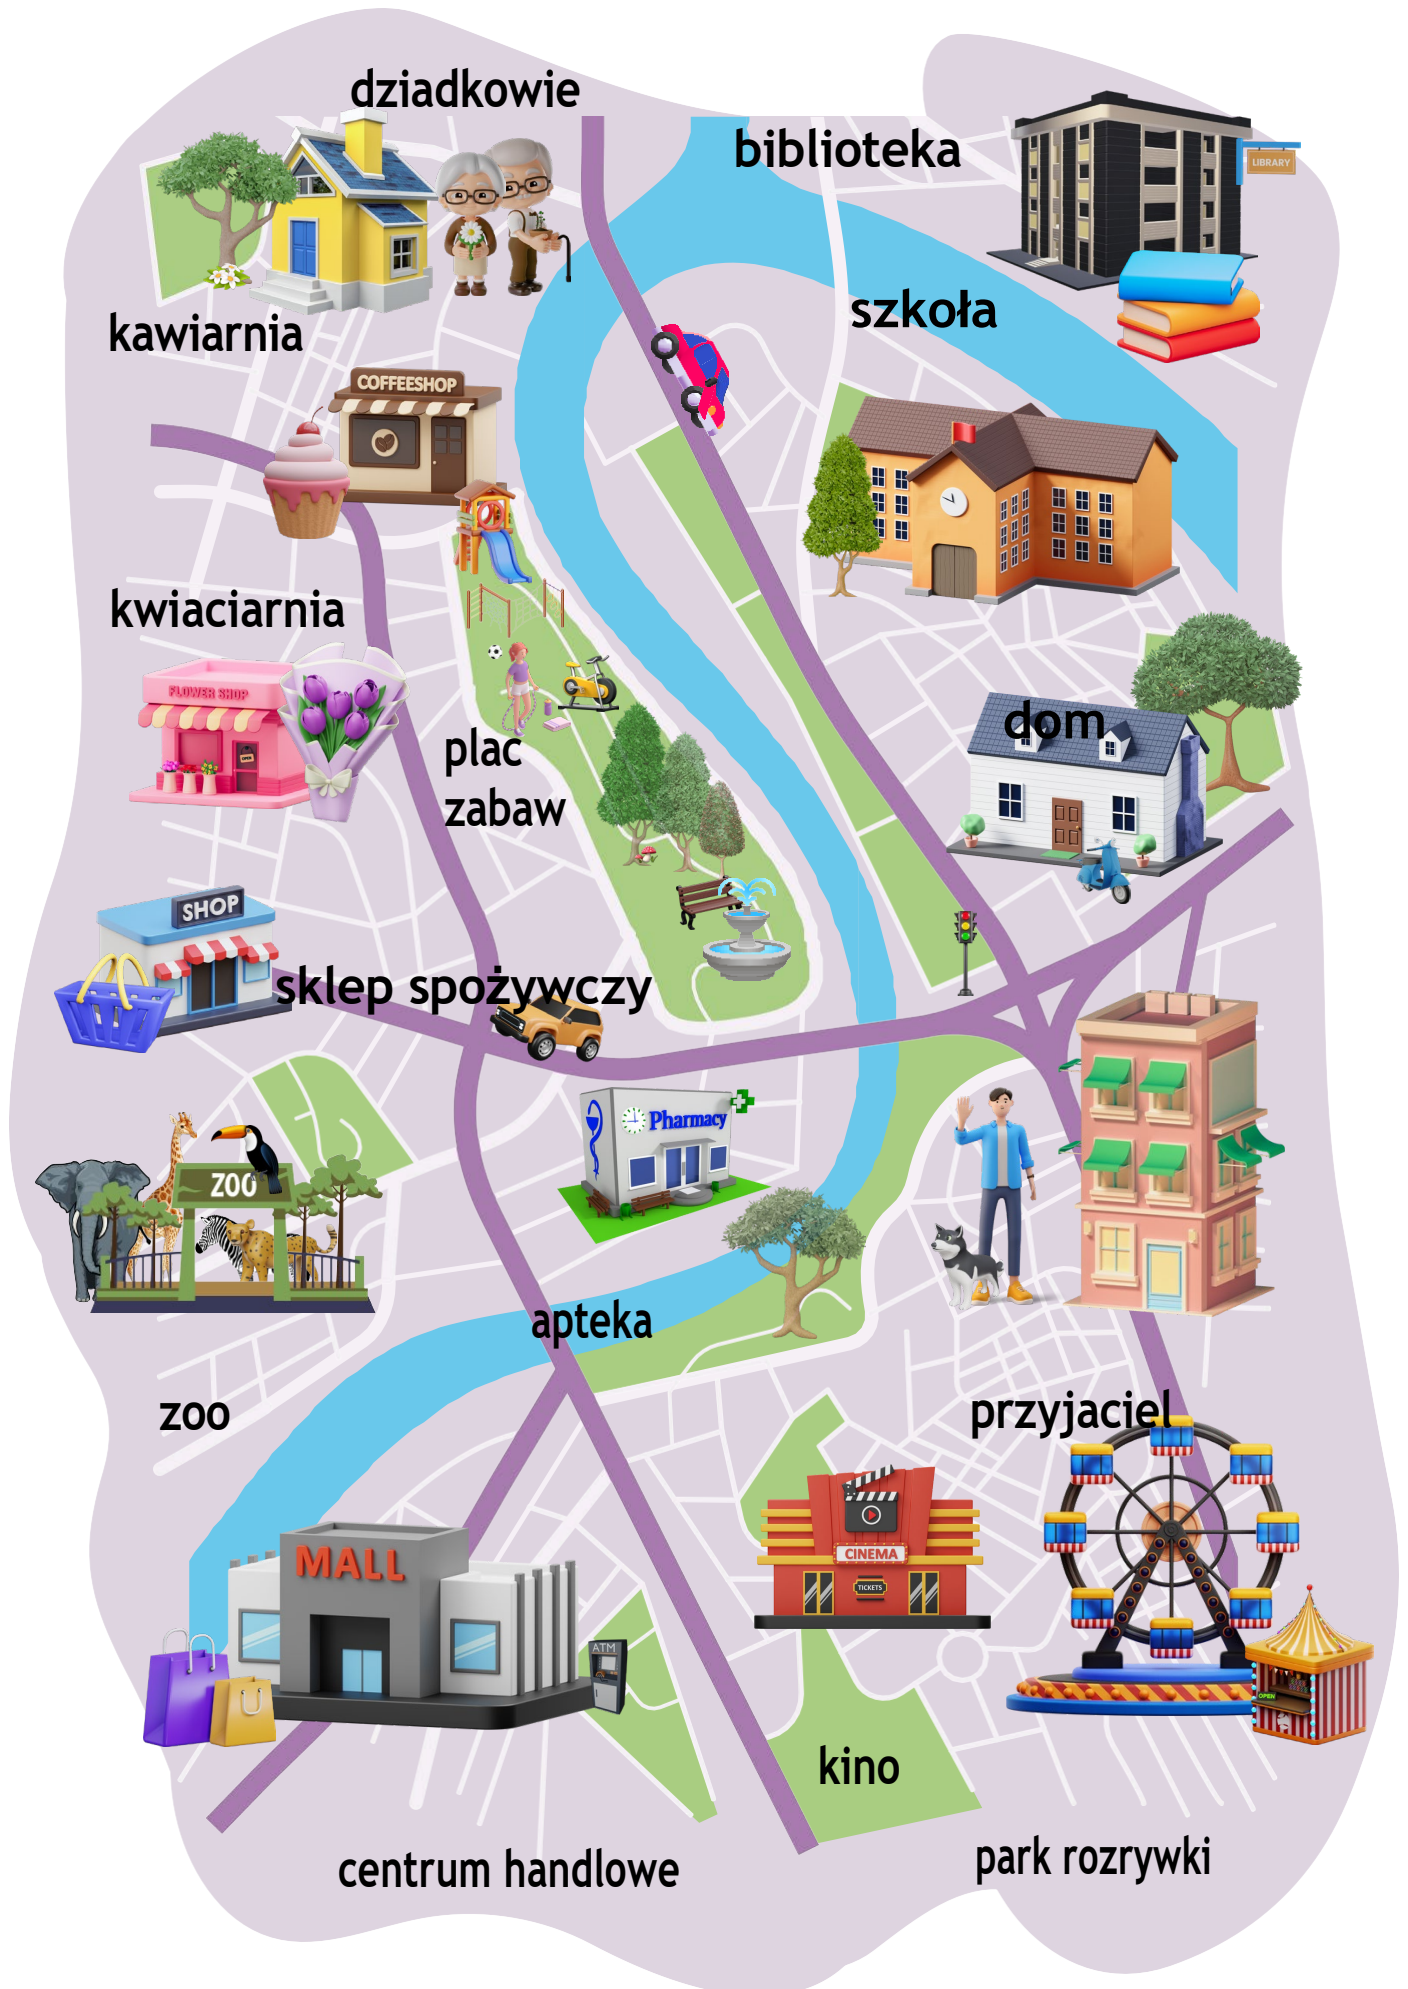 dziadkowie
biblioteka
LIBRARY
kawiarnia
szkoła
COFFEESHOP
kwiaciarnia
FLOWER SHOP
OPEN
dom
plac
zabaw
SHOP
sklep spożywczy
Pharmacy
ZOO
apteka
zoo
przyjaciel
MALL
CINEMA
TICKETS
ATM
OPEN
kino
centrum handlowe
park rozrywki